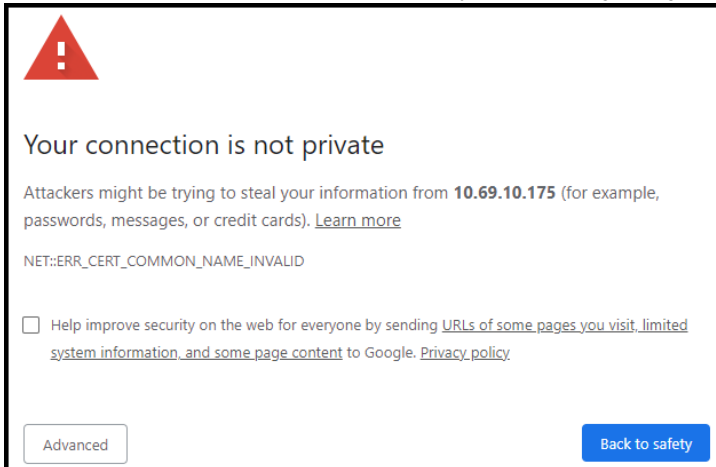 Your connection is not private
Attackers might be trying to steal your information from 10.69.10.175 (for example,
passwords, messages, or credit cards). Learn more
NET::ERR_CERT_COMMON_NAME_INVALID
Help improve security on the web for everyone by sending URLs of some pages you visit, limited
system information, and some page content to Google. Privacy policy
Advanced
Back to safety